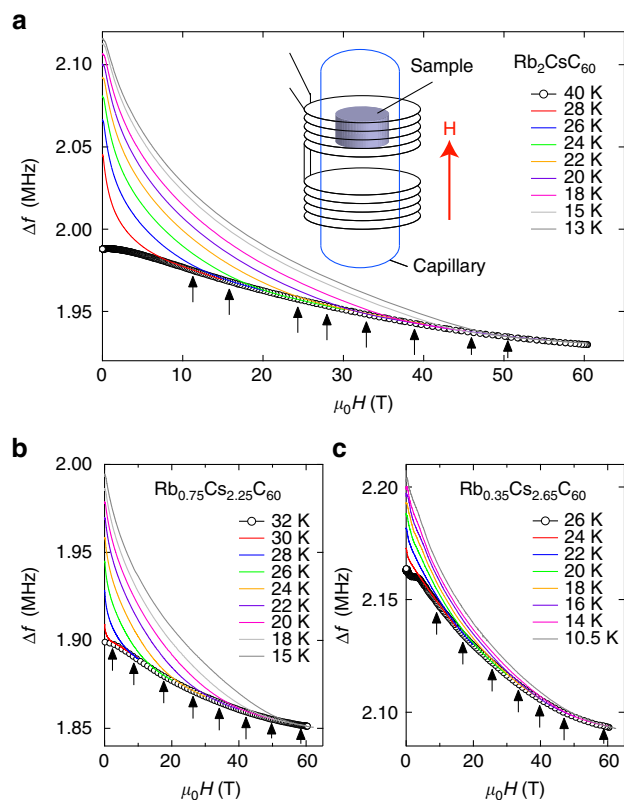 a
2.10
2.05
2.00
1.95
Δf (MHz)
0
10
20
30
40
50
60
μ₀H (T)
Sample
H
Capillary
Rb₂CsC₆₀
40 K
28 K
26 K
24 K
22 K
20 K
18 K
15 K
13 K
b
2.00
1.95
1.90
1.85
Δf (MHz)
0
20
40
60
μ₀H (T)
Rb₀.₇₅Cs₂.₂₅C₆₀
32 K
30 K
28 K
26 K
24 K
22 K
20 K
18 K
15 K
c
2.20
2.15
2.10
Δf (MHz)
0
20
40
60
μ₀H (T)
Rb₀.₃₅Cs₂.₆₅C₆₀
26 K
24 K
22 K
20 K
18 K
16 K
14 K
10.5 K